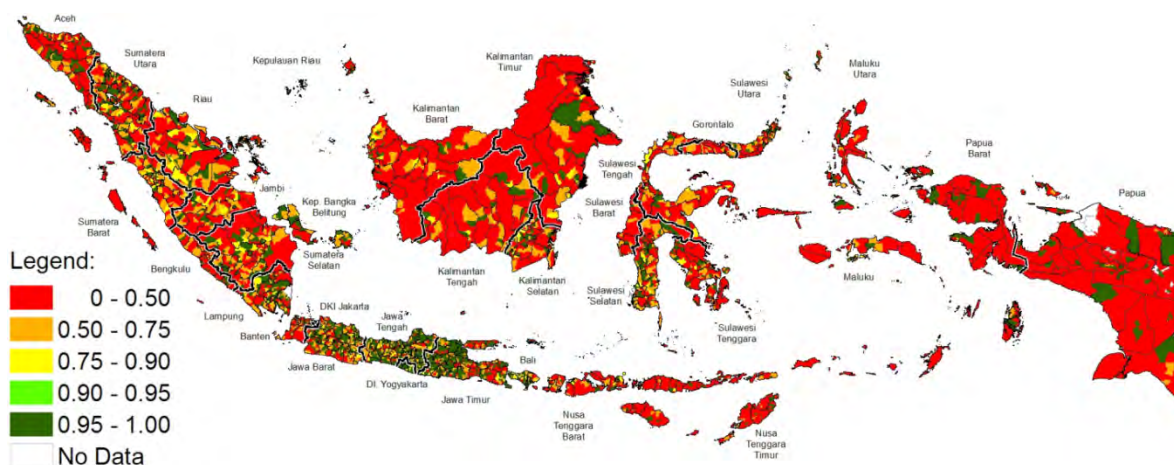 Aceh
Sumatera
Utara
Kepulauan Riau
Riau
Kalimantan
Timur
Kalimantan
Barat
Sulawesi
Utara
Maluku
Utara
Gorontalo
Papua
Barat
Papua
Sulawesi
Tengah
Sulawesi
Barat
Jambi
Kep. Bangka
Belitung
Sumatera
Barat
Sumatera
Selatan
Bengkulu
Kalimantan
Tengah
Kalimantan
Selatan
Sulawesi
Selatan
Maluku
Lampung
DKI Jakarta
Jawa
Tengah
Sulawesi
Tenggara
Banten
Bali
Jawa Barat
DI. Yogyakarta
Jawa Timur
Nusa
Tenggara
Barat
Nusa
Tenggara
Timur
Legend:
0 - 0.50
0.50 - 0.75
0.75 - 0.90
0.90 - 0.95
0.95 - 1.00
No Data